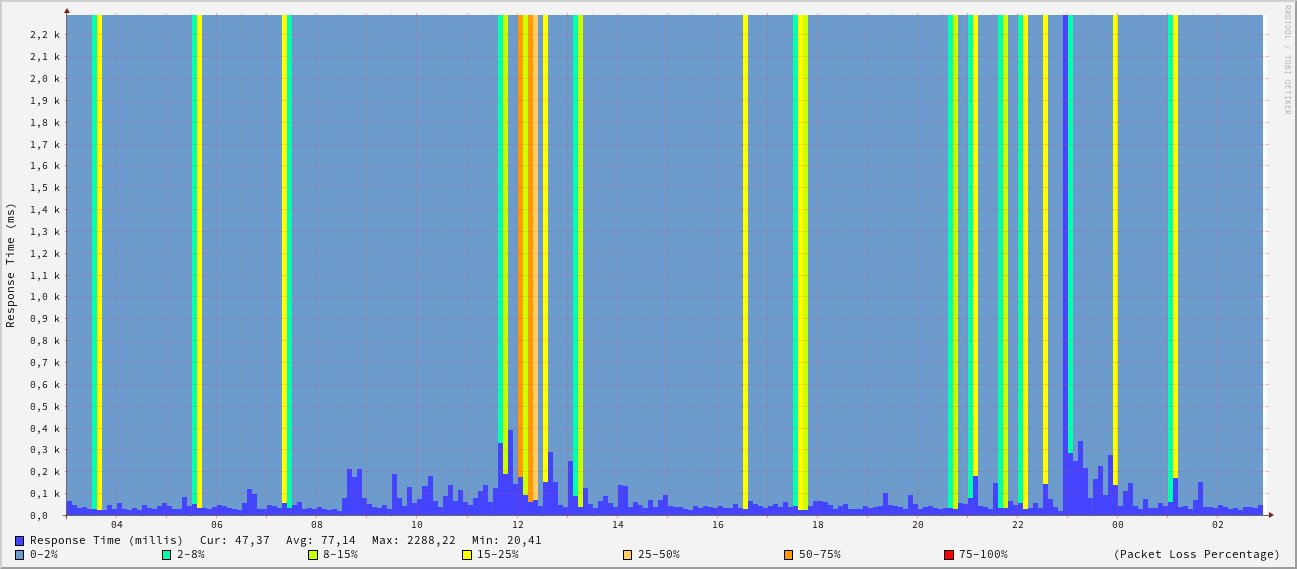 RRDTOOL / TOBI OETIKER
Response Time (ms)
2,2 k
2,1 k
2,0 k
1,9 k
1,8 k
1,7 k
1,6 k
1,5 k
1,4 k
1,3 k
1,2 k
1,1 k
1,0 k
0,9 k
0,8 k
0,7 k
0,6 k
0,5 k
0,4 k
0,3 k
0,2 k
0,1 k
0,0
04 06 08 10 12 14 16 18 20 22 00 02
Response Time (millis) Cur: 47,37 Avg: 77,14 Max: 2288,22 Min: 20,41
0-2% 2-8% 8-15% 15-25% 25-50% 50-75% 75-100% (Packet Loss Percentage)